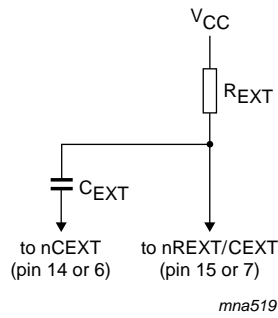 VCC
REXT
CEXT
to nCEXT
(pin 14 or 6)
to nREXT/CEXT
(pin 15 or 7)
mna519